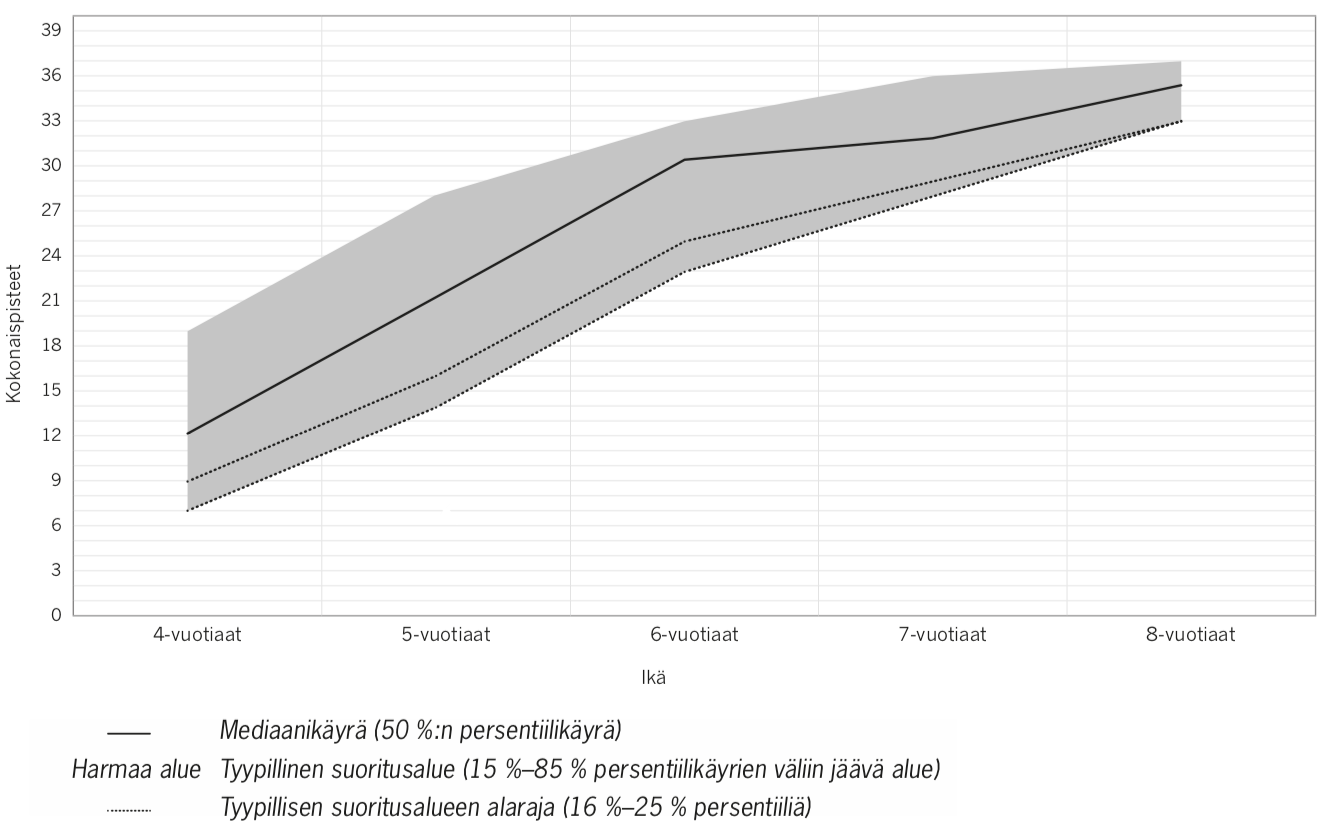 39
36
33
30
27
24
21
18
15
12
9
6
3
0
Kokonaispisteet
4-vuotiaat 5-vuotiaat 6-vuotiaat 7-vuotiaat 8-vuotiaat
Ikä
Mediaanikäyrä (50 %:n persentiilikäyrä)
Harmaa alue Tyypillinen suoritusalue (15 %–85 % persentiilikäyrien väliin jäävä alue)
Tyypillisen suoritusalueen alaraja (16 %–25 % persentiiliä)